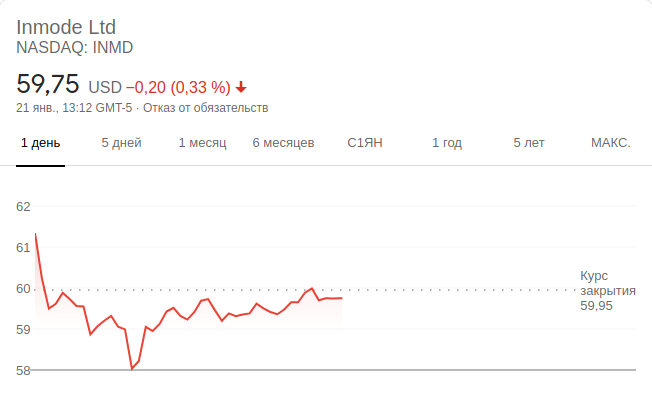 Inmode Ltd
NASDAQ: INMD
59,75 USD −0,20 (0,33 %)
21 янв., 13:12 GMT-5 · Отказ от обязательств
1 день 5 дней 1 месяц 6 месяцев С1ЯН 1 год 5 лет МАКС.
62
61
60
59
58
Курс
закрытия
59,95